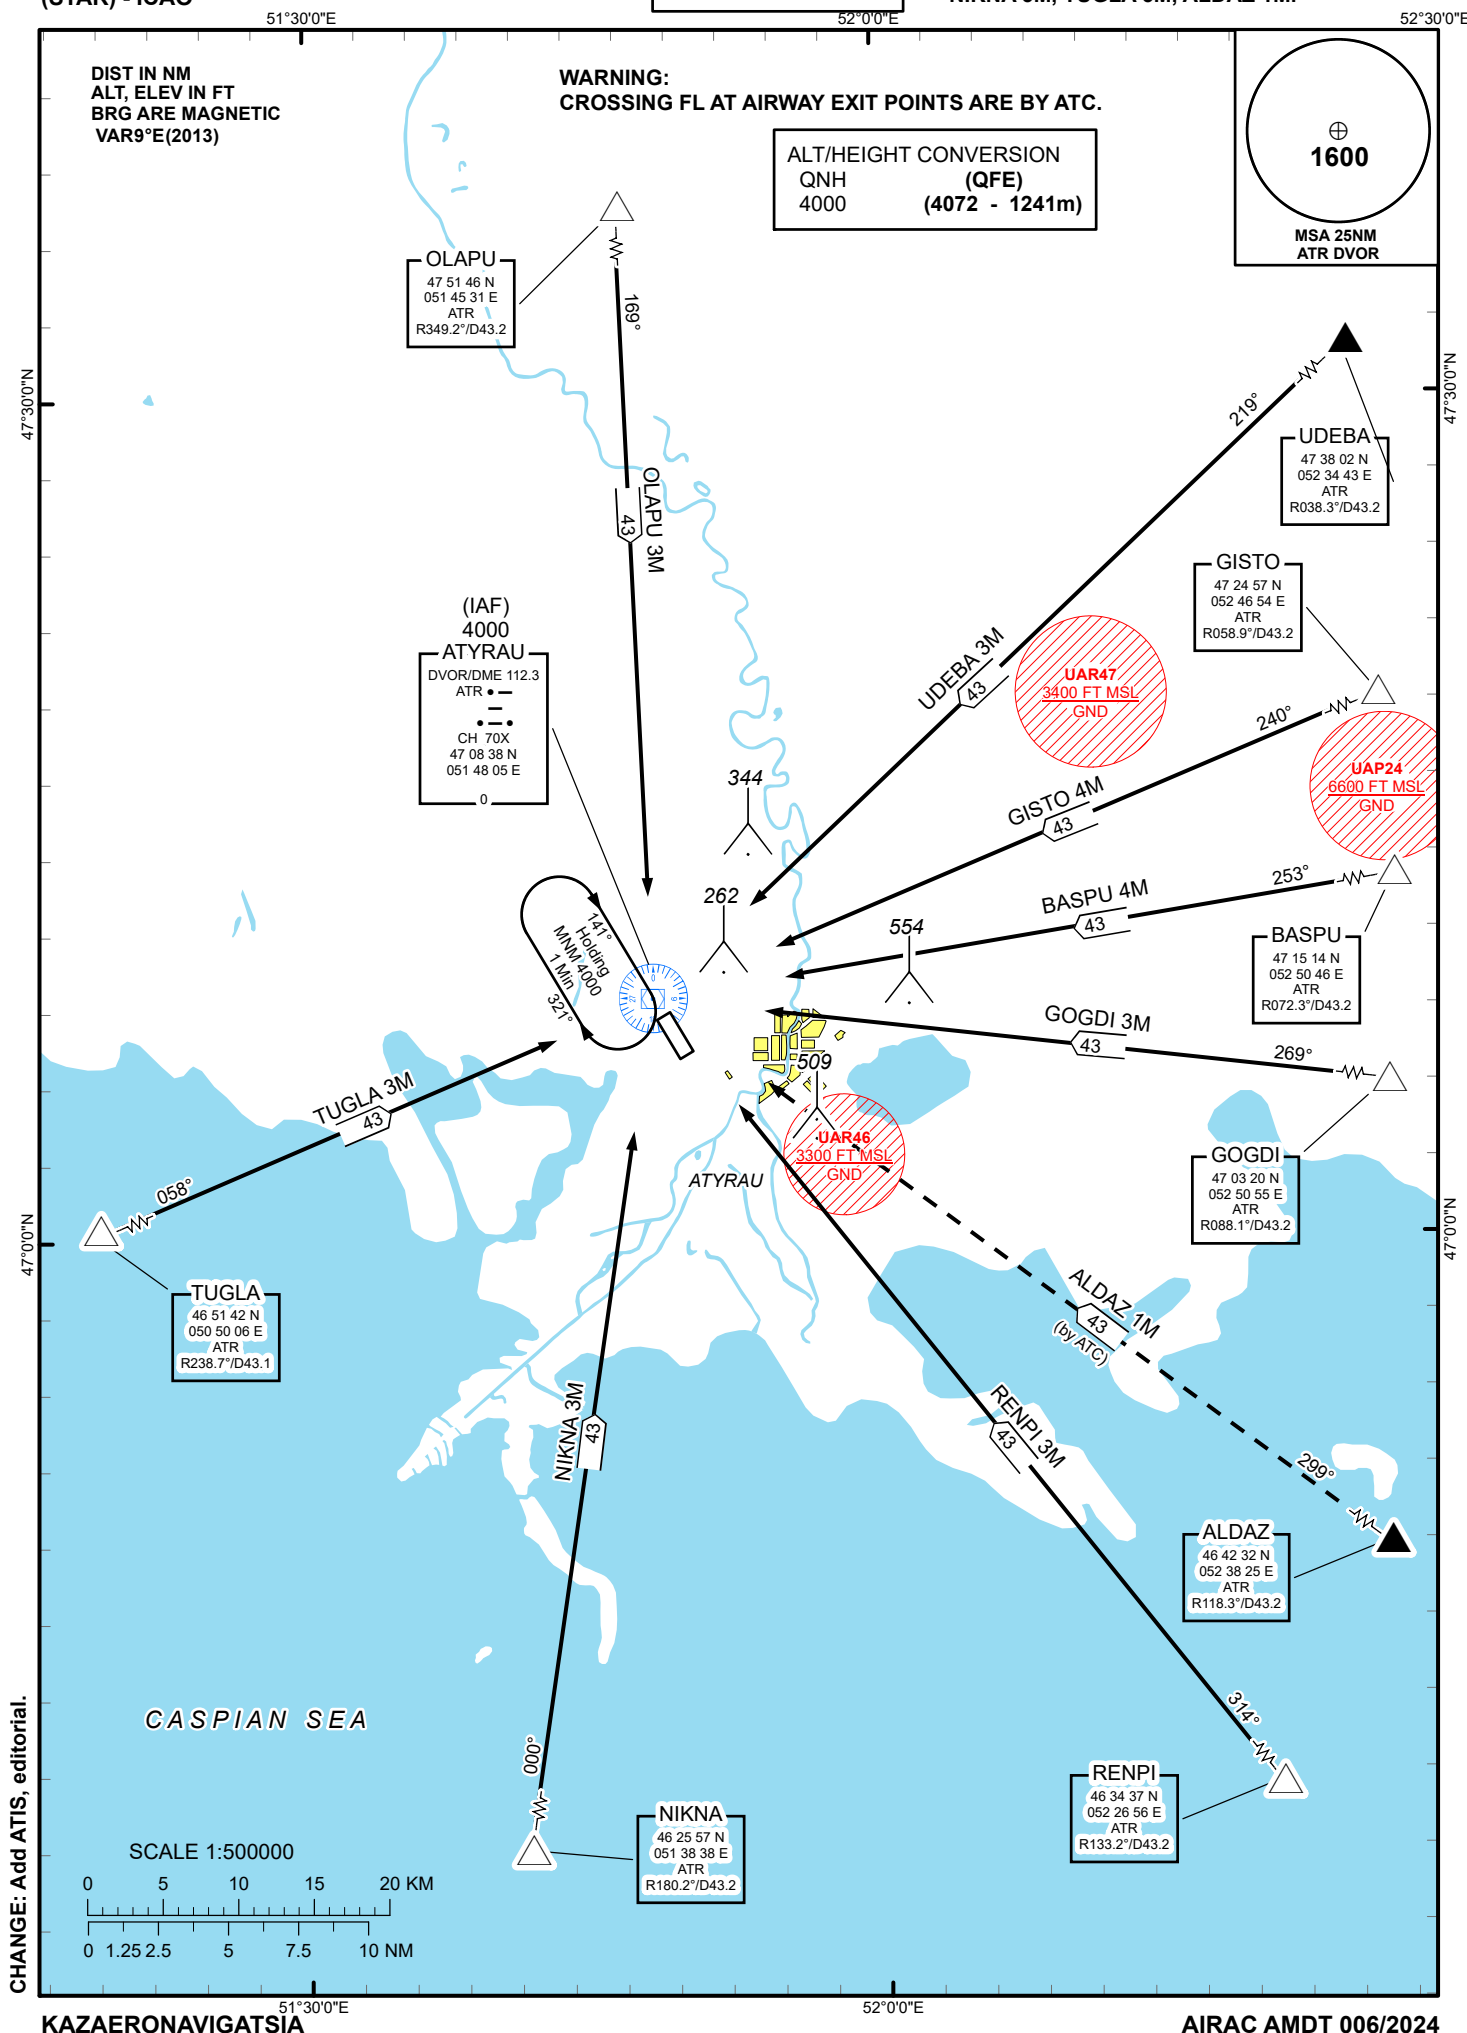 51°30'0"E
52°0'0"E
52°30'0"E
DIST IN NM
ALT, ELEV IN FT
BRG ARE MAGNETIC
VAR9°E(2013)
WARNING:
CROSSING FL AT AIRWAY EXIT POINTS ARE BY ATC.
ALT/HEIGHT CONVERSION
QNH (QFE)
4000 (4072 - 1241m)
1600
MSA 25NM
ATR DVOR
OLAPU
47 51 46 N
051 45 31 E
ATR
R349.2°/D43.2
169°
43
OLAPU 3M
47°30'0"N
47°30'0"N
219°
UDEBA
47 38 02 N
052 34 43 E
ATR
R038.3°/D43.2
UDEBA 3M
43
GISTO
47 24 57 N
052 46 54 E
ATR
R058.9°/D43.2
240°
GISTO 4M
43
UAR47
3400 FT MSL
GND
UAP24
6600 FT MSL
GND
(IAF)
4000
ATYRAU
DVOR/DME 112.3
ATR
CH 70X
47 08 38 N
051 48 05 E
0
344
262
554
509
141°
Holding
MNM 4000
1 Min
321°
253°
BASPU 4M
43
BASPU
47 15 14 N
052 50 46 E
ATR
R072.3°/D43.2
GOGDI 3M
43
269°
GOGDI
47 03 20 N
052 50 55 E
ATR
R088.1°/D43.2
TUGLA 3M
43
058°
TUGLA
46 51 42 N
050 50 06 E
ATR
R238.7°/D43.1
UAR46
3300 FT MSL
GND
ATYRAU
47°0'0"N
47°0'0"N
ALDAZ 1M
43
(by ATC)
299°
ALDAZ
46 42 32 N
052 38 25 E
ATR
R118.3°/D43.2
RENPI 3M
43
314°
RENPI
46 34 37 N
052 26 56 E
ATR
R133.2°/D43.2
NIKNA 3M
43
000°
NIKNA
46 25 57 N
051 38 38 E
ATR
R180.2°/D43.2
CASPIAN SEA
SCALE 1:500000
0 5 10 15 20 KM
0 1.25 2.5 5 7.5 10 NM
CHANGE: Add ATIS, editorial.
51°30'0"E
52°0'0"E
KAZAERONAVIGATSIA
AIRAC AMDT 006/2024